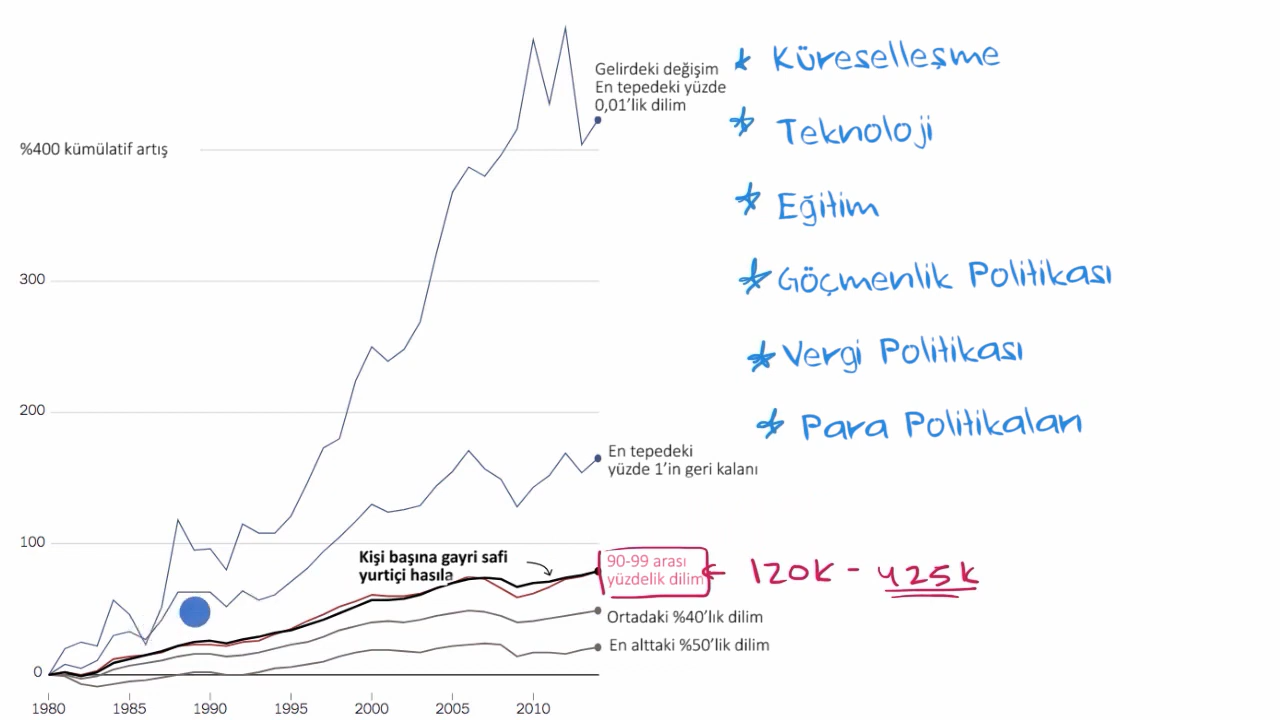 Gelirdeki değişim
En tepedeki yüzde
0,01'lik dilim
%400 kümülatif artış
300
200
100
0
En tepedeki
yüzde 1'in geri kalanı
Kişi başına gayri safi
yurtiçi hasıla
90-99 arası
yüzdelik dilim
Ortadaki %40'lık dilim
En alttaki %50'lik dilim
1980 1985 1990 1995 2000 2005 2010
* Küreselleşme
* Teknoloji
* Eğitim
* Göçmenlik Politikası
* Vergi Politikası
* Para Politikaları
120K - 425K